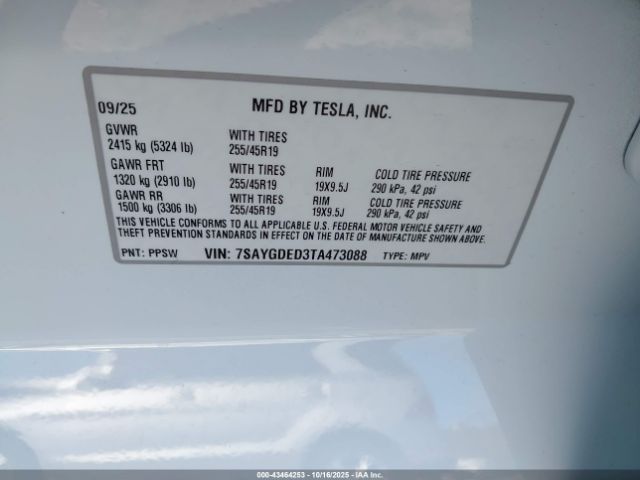 09/25 MFD BY TESLA, INC.
GVWR WITH TIRES
2415 kg (5324 lb) 255/45R19
GAWR FRT WITH TIRES RIM COLD TIRE PRESSURE
1320 kg (2910 lb) 255/45R19 19X9.5J 290 kPa, 42 psi
GAWR RR WITH TIRES RIM COLD TIRE PRESSURE
1500 kg (3306 lb) 255/45R19 19X9.5J 290 kPa, 42 psi
THIS VEHICLE CONFORMS TO ALL APPLICABLE U.S. FEDERAL MOTOR VEHICLE SAFETY AND
THEFT PREVENTION STANDARDS IN EFFECT ON THE DATE OF MANUFACTURE SHOWN ABOVE.
PNT: PPSW VIN: 7SAYGDED3TA473088 TYPE: MPV
000-43464253 - 10/16/2025 - IAAI.COM